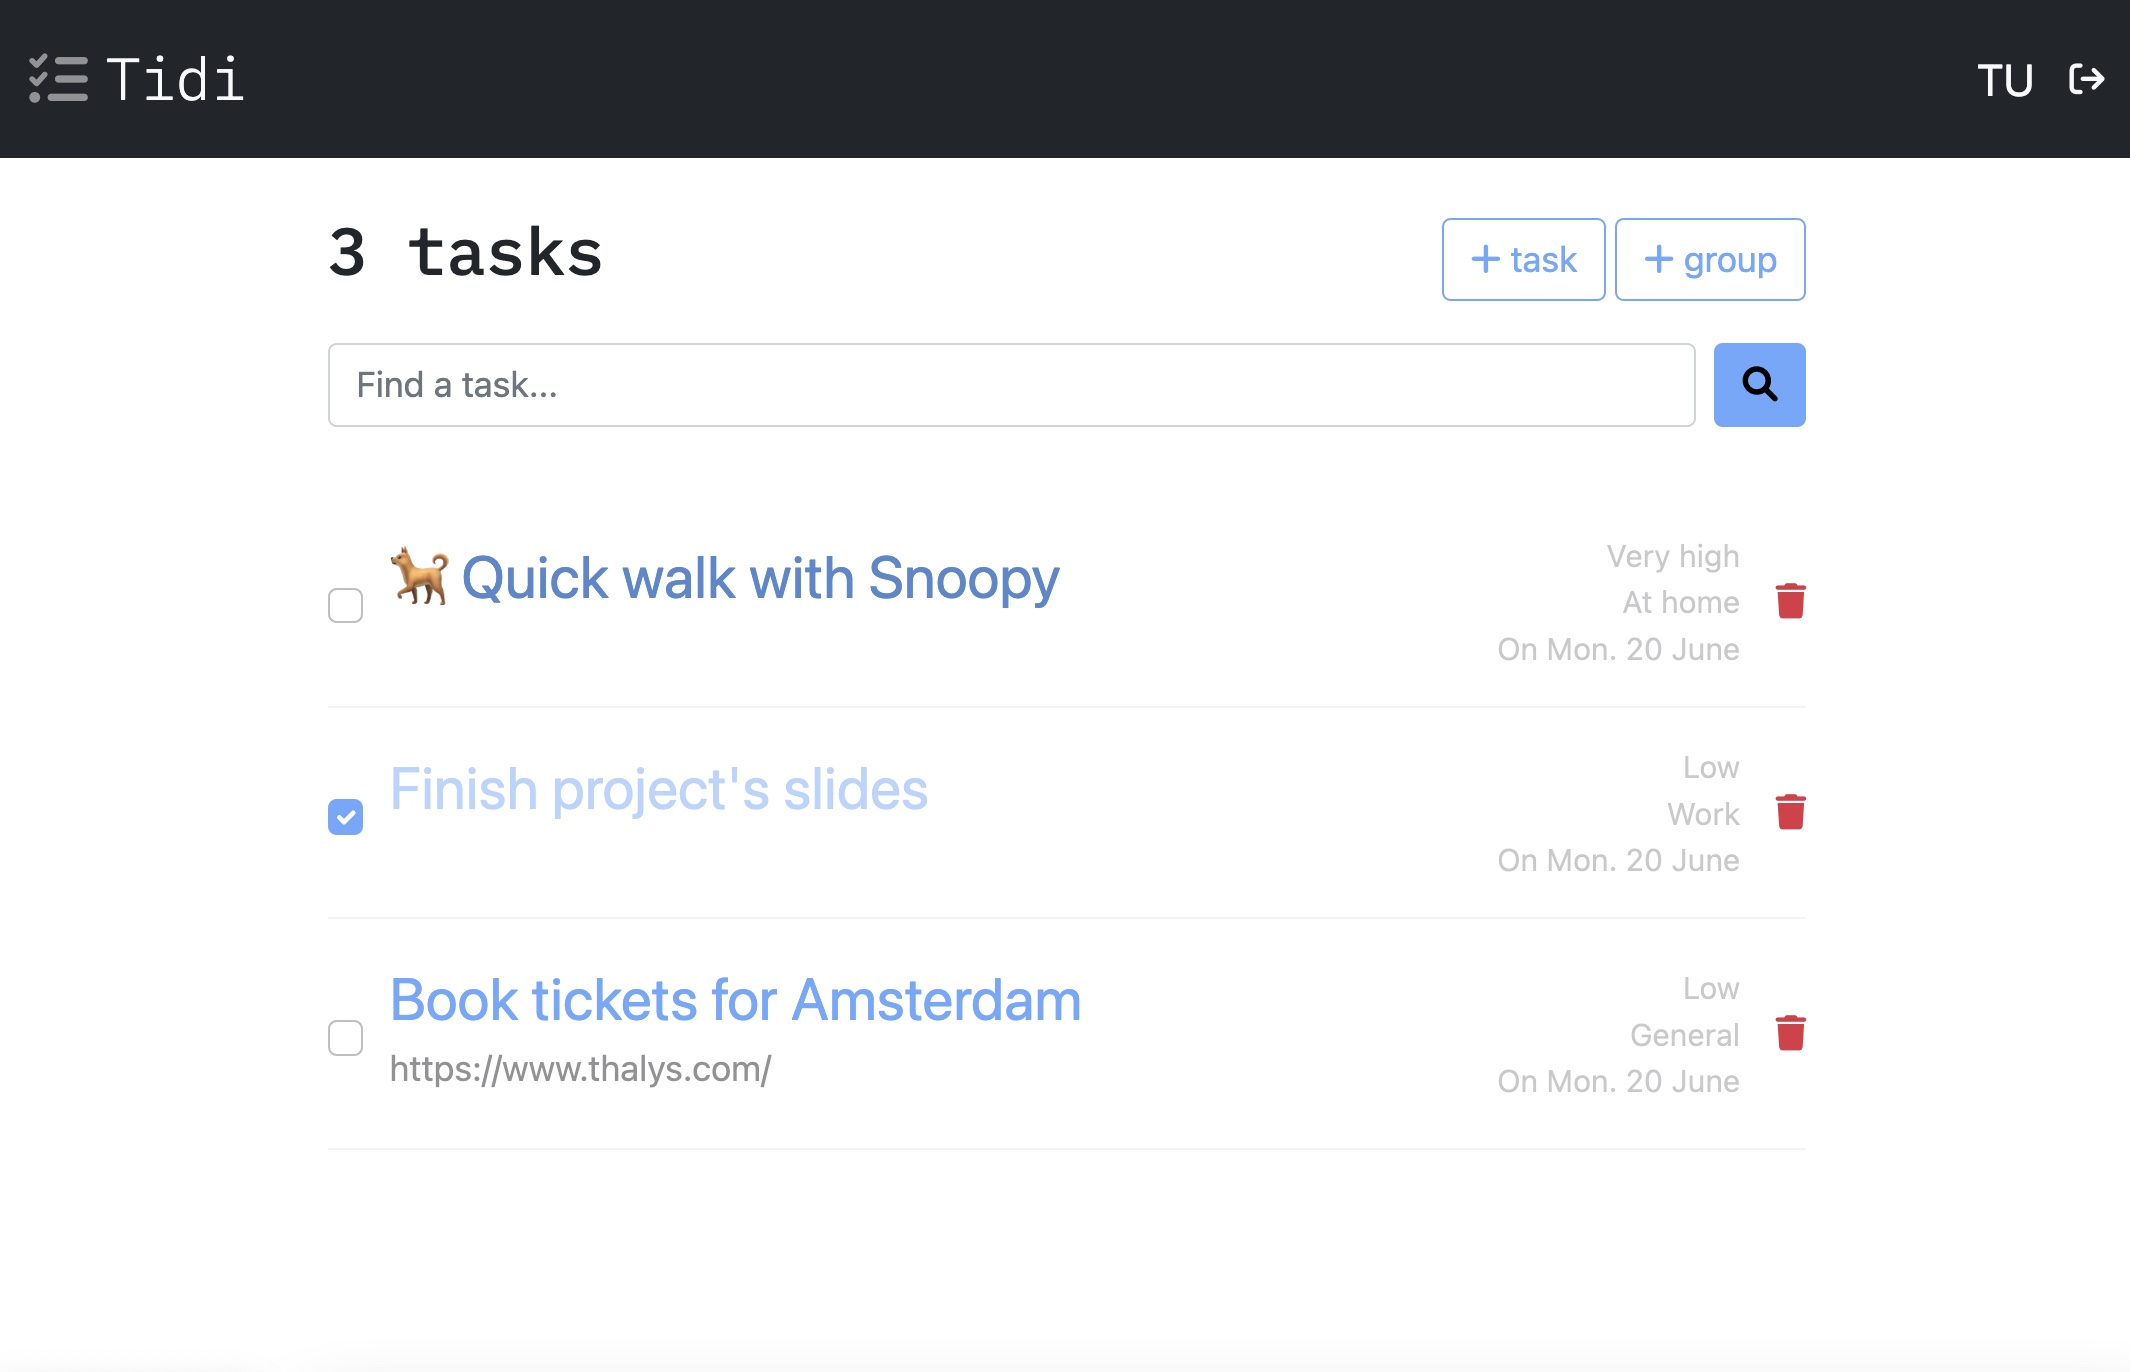 Tidi
TU
3 tasks
+ task
+ group
Find a task...
🐕 Quick walk with Snoopy
Very high
At home
On Mon. 20 June
Finish project's slides
Low
Work
On Mon. 20 June
Book tickets for Amsterdam
https://www.thalys.com/
Low
General
On Mon. 20 June